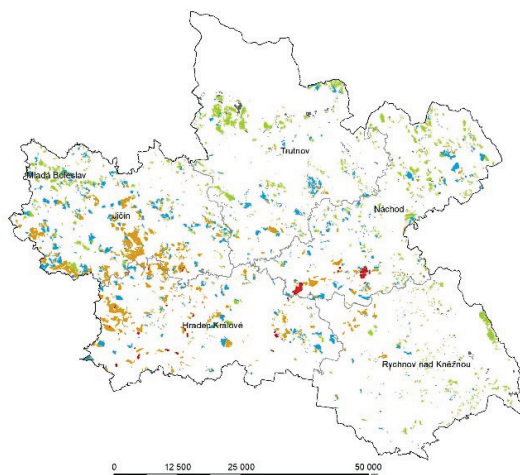 Trutnov
Mladá Boleslav
Náchod
Jičín
Hradec Králové
Rychnov nad Kněžnou
0 12 500 25 000 50 000